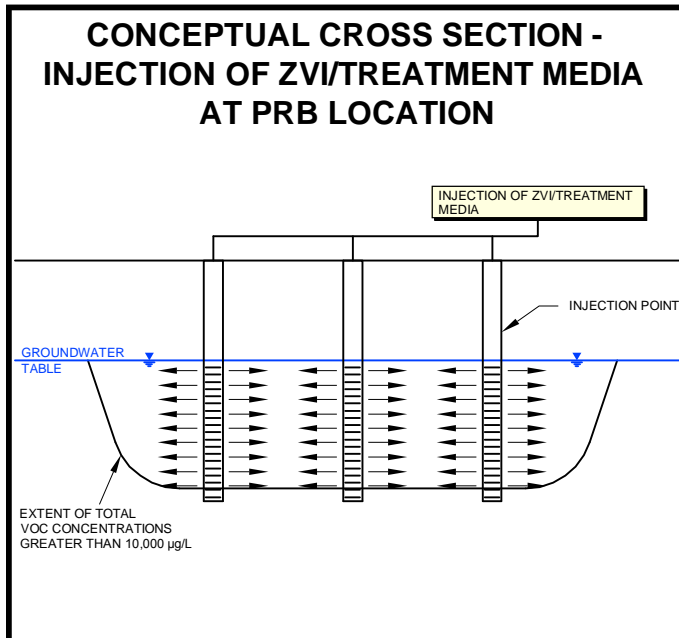 CONCEPTUAL CROSS SECTION -
INJECTION OF ZVI/TREATMENT MEDIA
AT PRB LOCATION
INJECTION OF ZVI/TREATMENT
MEDIA
INJECTION POINT
GROUNDWATER
TABLE
EXTENT OF TOTAL
VOC CONCENTRATIONS
GREATER THAN 10,000 µg/L